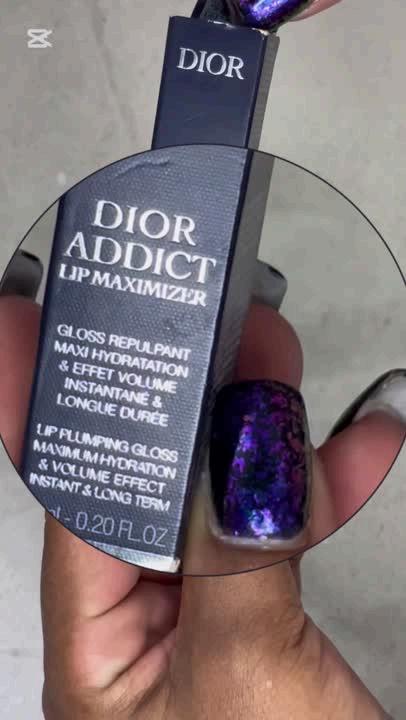 DIOR
DIOR
ADDICT
LIP MAXIMIZER
GLOSS REPULPANT
MAXI HYDRATATION
& EFFET VOLUME
INSTANTANÉ &
LONGUE DURÉE
LIP PLUMPING GLOSS
MAXIMUM HYDRATION
& VOLUME EFFECT
INSTANT & LONG TERM
- 0.20 FL.OZ